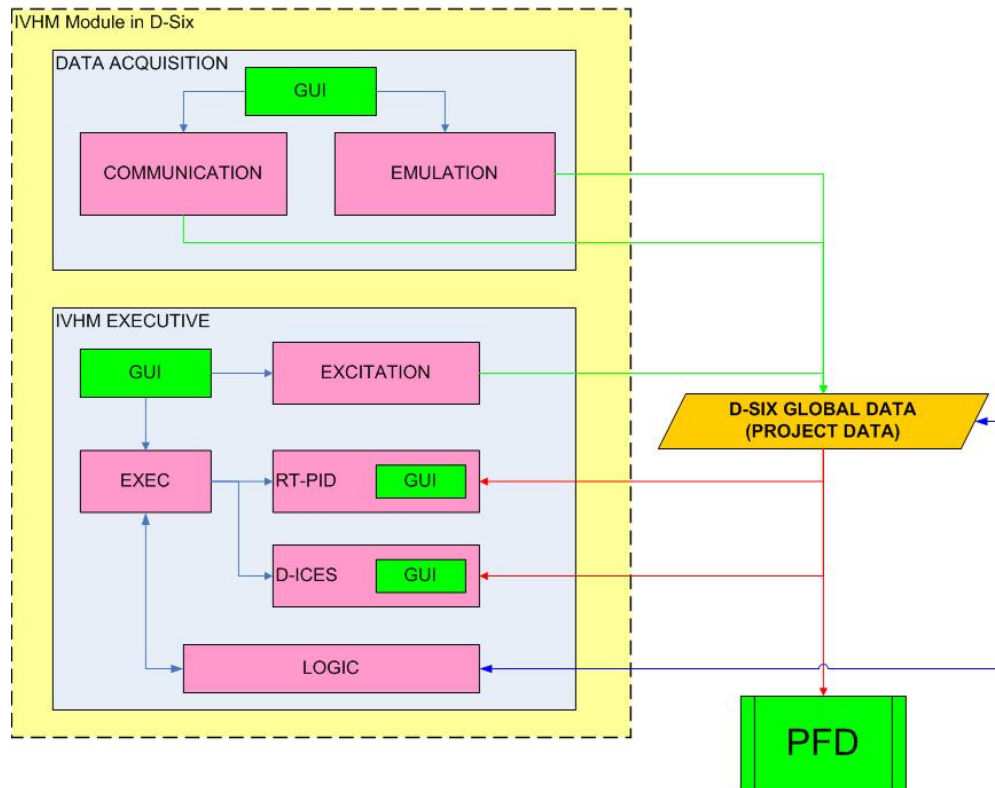 IVHM Module in D-Six
DATA ACQUISITION
GUI
COMMUNICATION
EMULATION
IVHM EXECUTIVE
GUI
EXCITATION
D-SIX GLOBAL DATA
(PROJECT DATA)
EXEC
RT-PID
GUI
D-ICES
GUI
LOGIC
PFD